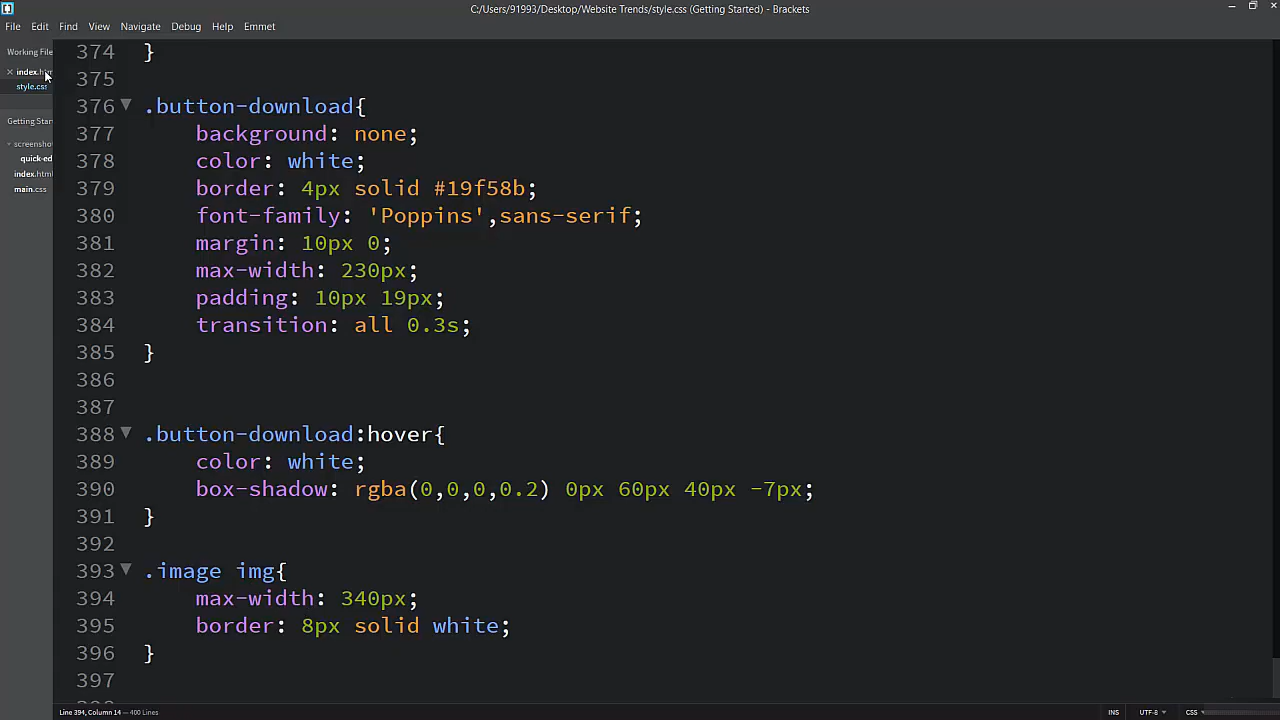 C:/Users/91993/Desktop/Website Trends/style.css (Getting Started) - Brackets
File Edit Find View Navigate Debug Help Emmet
Working File
index.htm
style.css
Getting Star
screensho
quick-ed
index.html
main.css
374 }
375
376 .button-download{
377 background: none;
378 color: white;
379 border: 4px solid #19f58b;
380 font-family: 'Poppins',sans-serif;
381 margin: 10px 0;
382 max-width: 230px;
383 padding: 10px 19px;
384 transition: all 0.3s;
385 }
386
387
388 .button-download:hover{
389 color: white;
390 box-shadow: rgba(0,0,0,0.2) 0px 60px 40px -7px;
391 }
392
393 .image img{
394 max-width: 340px;
395 border: 8px solid white;
396 }
397
Line 394, Column 14 — 400 Lines
INS UTF-8 CSS